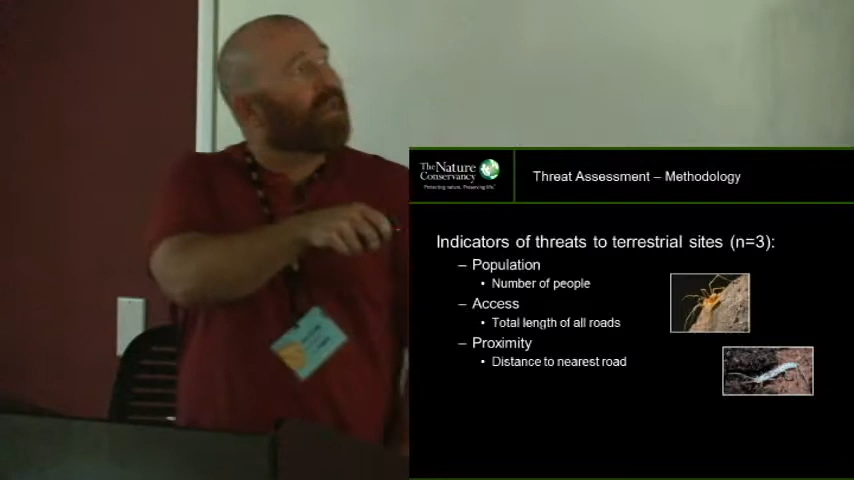 The Nature
Conservancy
Protecting nature. Preserving life.
Threat Assessment – Methodology
Indicators of threats to terrestrial sites (n=3):
– Population
• Number of people
– Access
• Total length of all roads
– Proximity
• Distance to nearest road